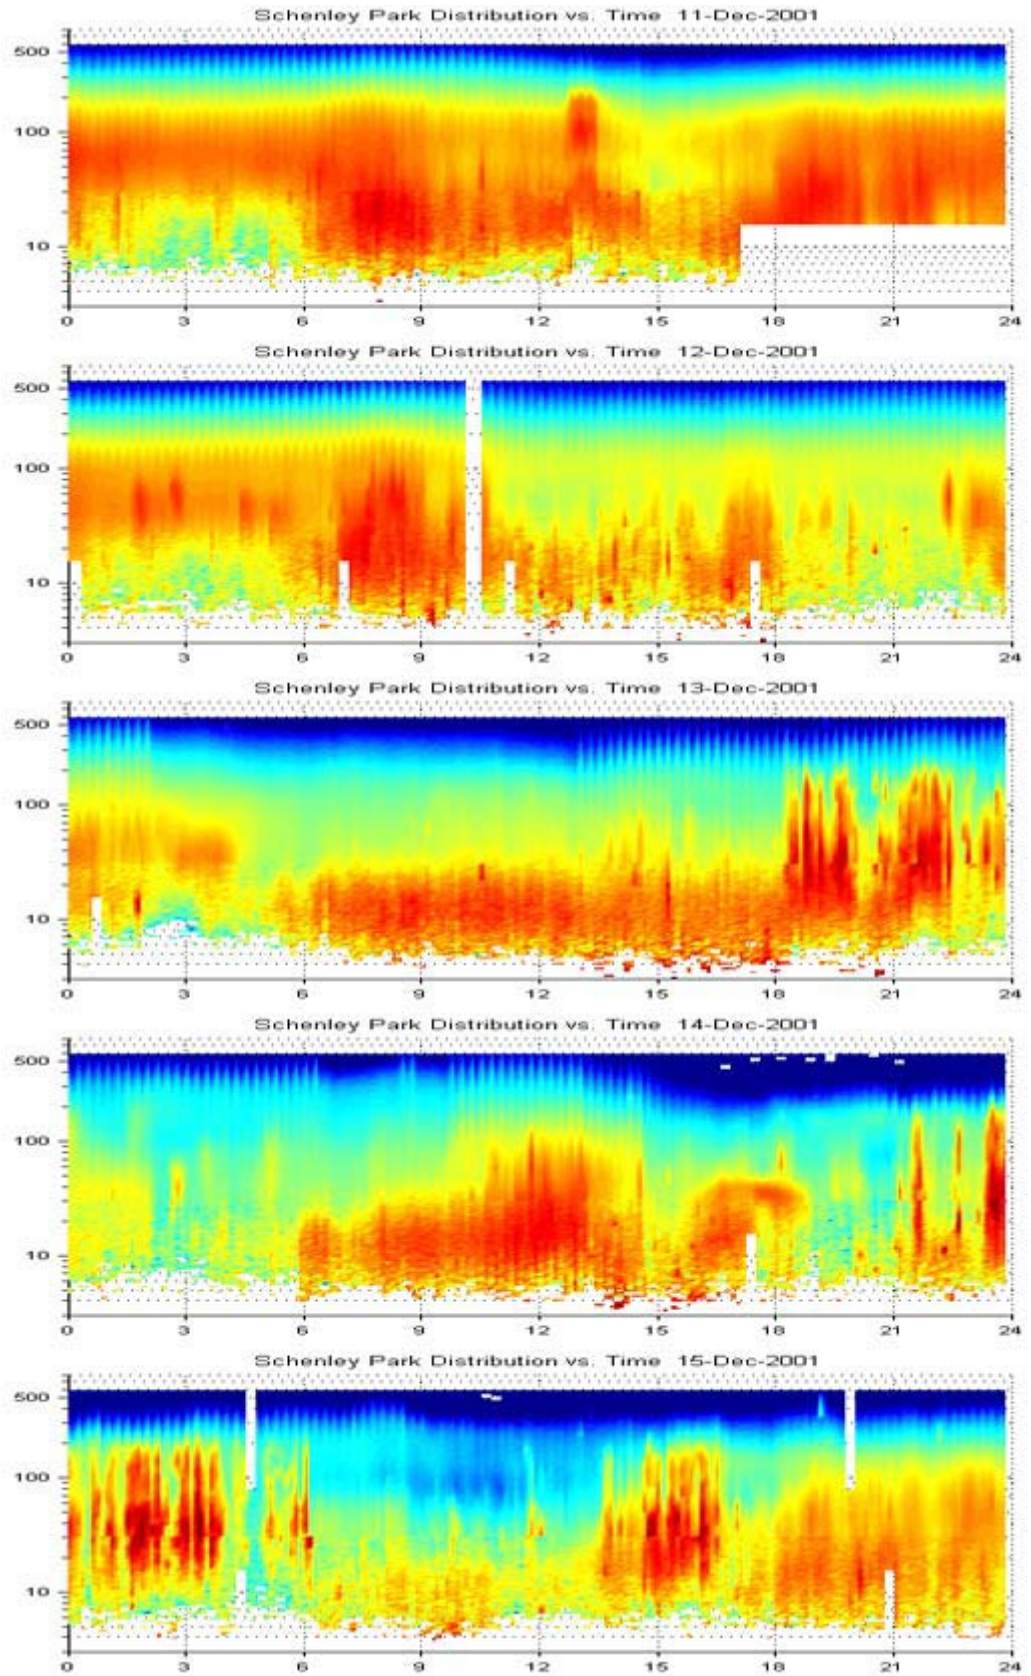 Schenley Park Distribution vs. Time 11-Dec-2001
500
100
10
0 3 6 9 12 15 18 21 24
Schenley Park Distribution vs. Time 12-Dec-2001
500
100
10
0 3 6 9 12 15 18 21 24
Schenley Park Distribution vs. Time 13-Dec-2001
500
100
10
0 3 6 9 12 15 18 21 24
Schenley Park Distribution vs. Time 14-Dec-2001
500
100
10
0 3 6 9 12 15 18 21 24
Schenley Park Distribution vs. Time 15-Dec-2001
500
100
10
0 3 6 9 12 15 18 21 24